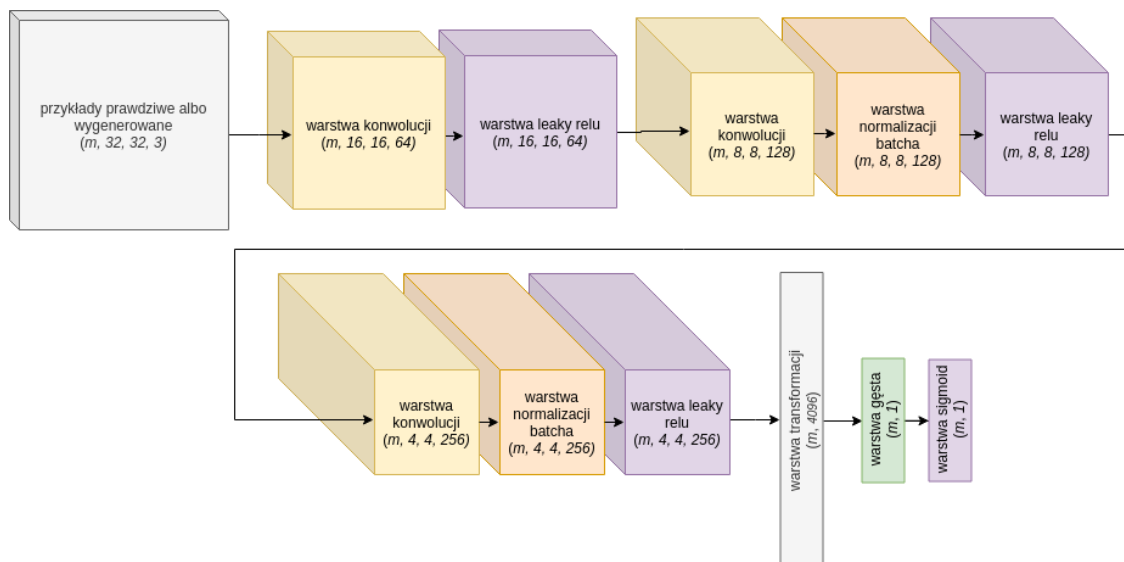 przykłady prawdziwe albo
wygenerowane
(m, 32, 32, 3)
warstwa konwolucji
(m, 16, 16, 64)
warstwa leaky relu
(m, 16, 16, 64)
warstwa
konwolucji
(m, 8, 8, 128)
warstwa
normalizacji
batcha
(m, 8, 8, 128)
warstwa leaky
relu
(m, 8, 8, 128)
warstwa
konwolucji
(m, 4, 4, 256)
warstwa
normalizacji
batcha
(m, 4, 4, 256)
warstwa leaky
relu
(m, 4, 4, 256)
warstwa transformacji
(m, 4096)
warstwa gęsta
(m, 1)
warstwa sigmoid
(m, 1)